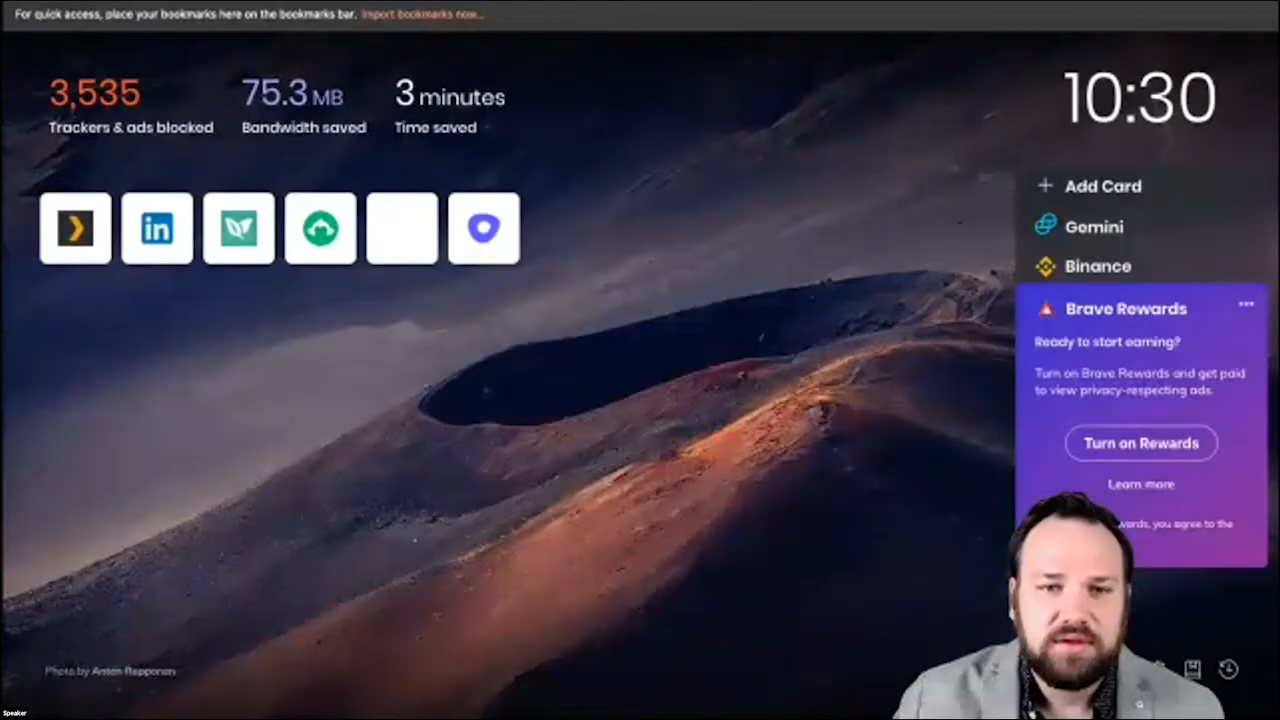 For quick access, place your bookmarks here on the bookmarks bar. Import bookmarks now...
3,535
Trackers & ads blocked
75.3 MB
Bandwidth saved
3 minutes
Time saved
10:30
in
Add Card
Gemini
Binance
Brave Rewards
Ready to start earning?
Turn on Brave Rewards and get paid
to view privacy-respecting ads.
Turn on Rewards
Learn more
wards, you agree to the
Photo by Anton Repponen
Speaker